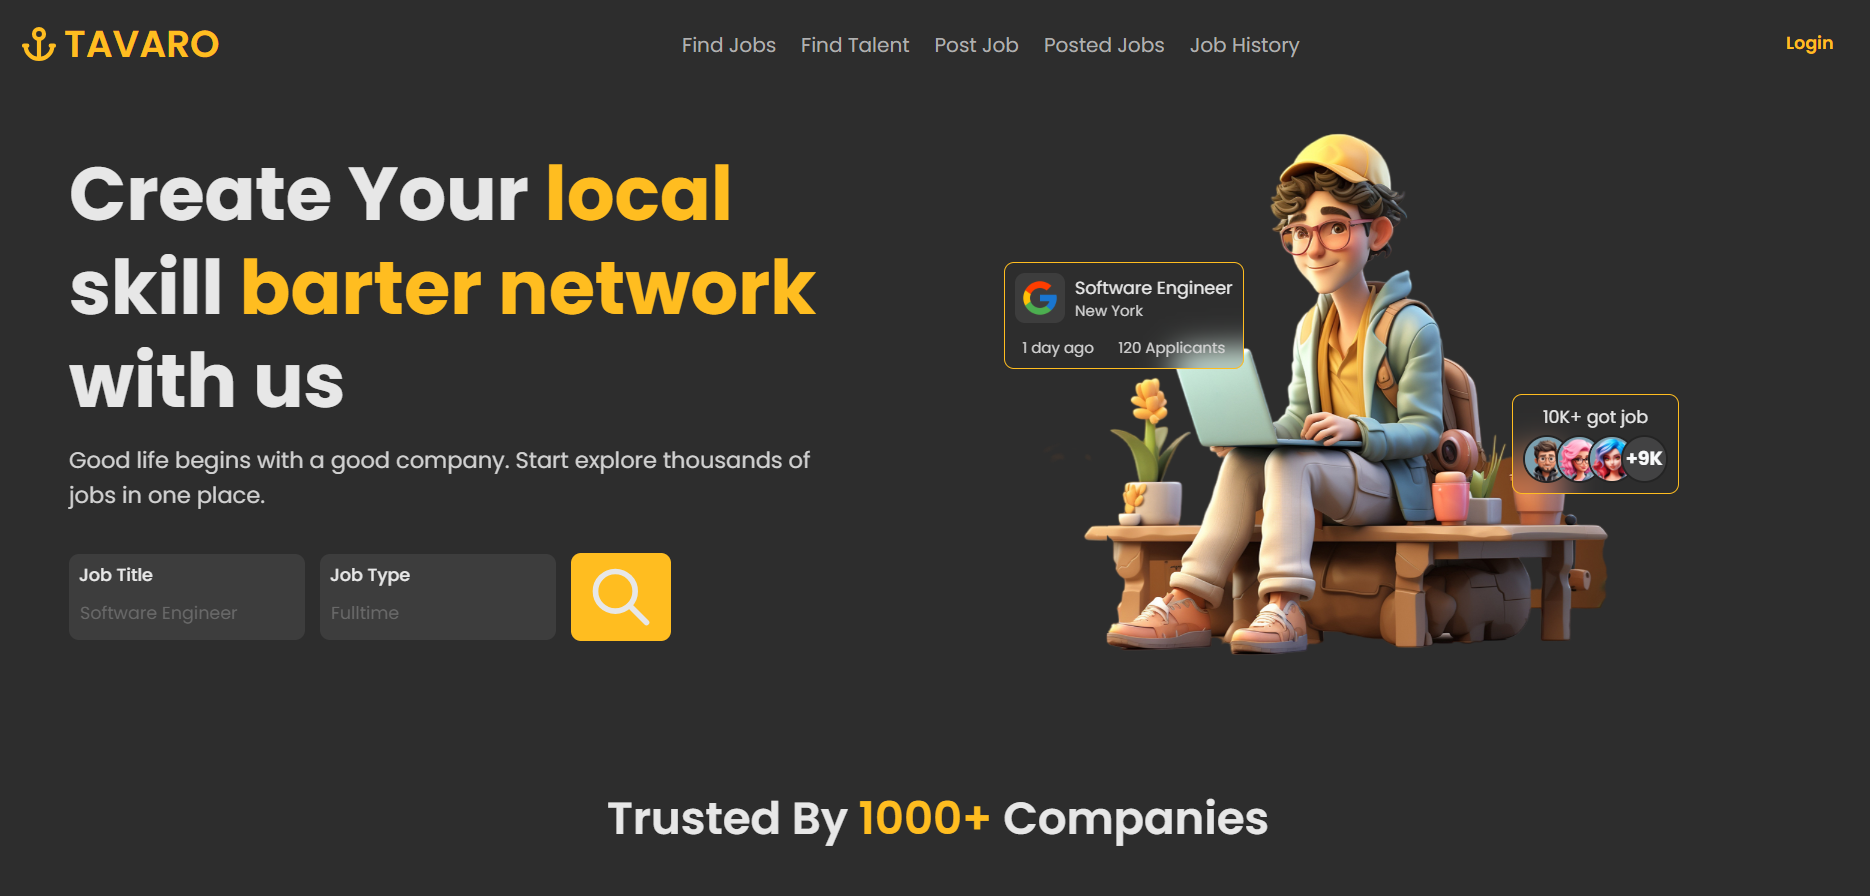 TAVARO
Find Jobs
Find Talent
Post Job
Posted Jobs
Job History
Login
Create Your local
skill barter network
with us
Good life begins with a good company. Start explore thousands of
jobs in one place.
Job Title
Software Engineer
Job Type
Fulltime
Software Engineer
New York
1 day ago
120 Applicants
10K+ got job
+9K
Trusted By 1000+ Companies